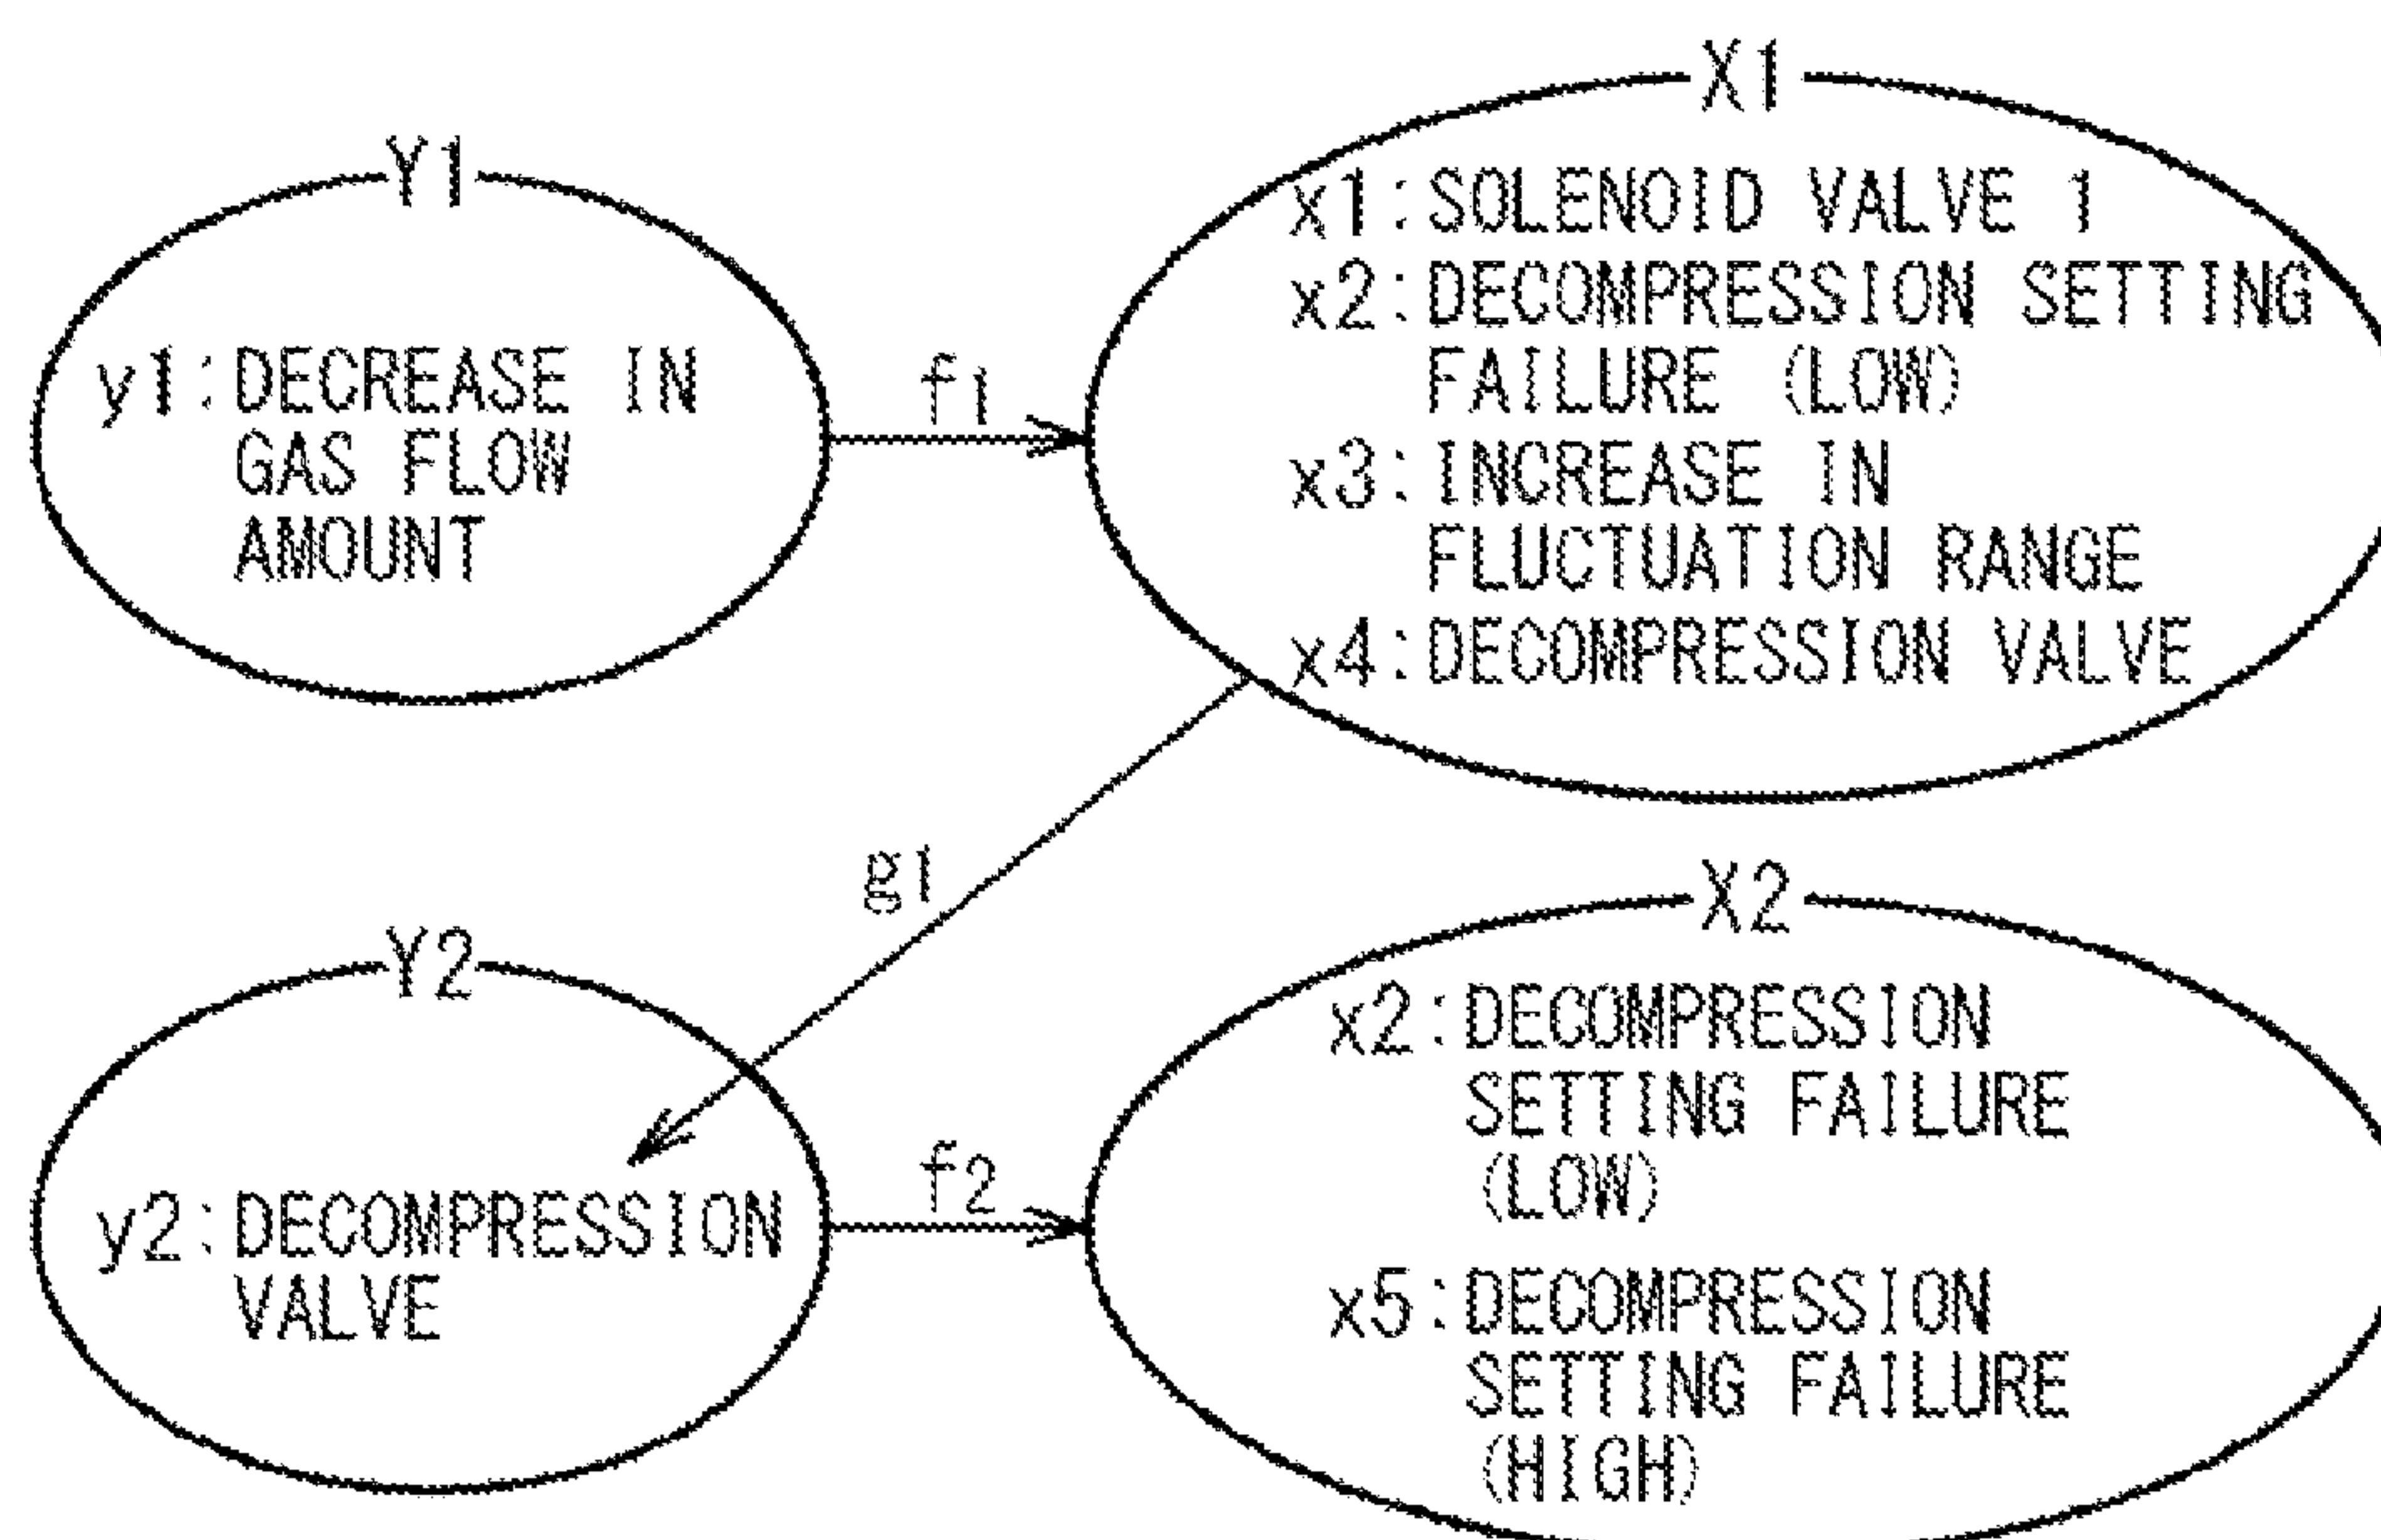 Y1
y1:DECREASE IN
GAS FLOW
AMOUNT
f1
X1
x1:SOLENOID VALVE 1
x2:DECOMPRESSION SETTING
FAILURE (LOW)
x3:INCREASE IN
FLUCTUATION RANGE
x4:DECOMPRESSION VALVE
g1
Y2
y2:DECOMPRESSION
VALVE
f2
X2
x2:DECOMPRESSION
SETTING FAILURE
(LOW)
x5:DECOMPRESSION
SETTING FAILURE
(HIGH)